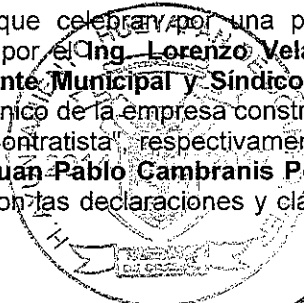 que celebran por una p
por el Ing. Lorenzo Vela
nte Municipal y Síndico
nico de la empresa constr
ontratista" respectivame
uan Pablo Cambranis P
on las declaraciones y clá